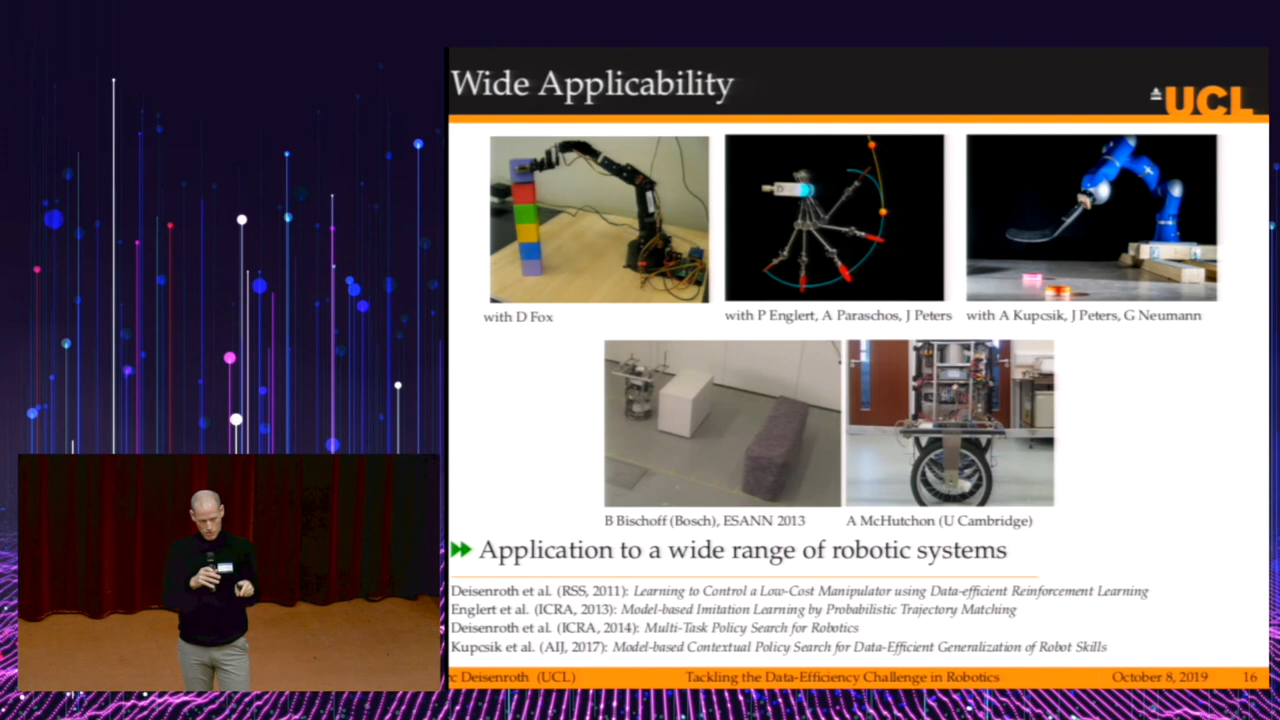 Wide Applicability
UCL
with D Fox
with P Englert, A Paraschos, J Peters
with A Kupcsik, J Peters, G Neumann
B Bischoff (Bosch), ESANN 2013
A McHutchon (U Cambridge)
Application to a wide range of robotic systems
Deisenroth et al. (RSS, 2011): Learning to Control a Low-Cost Manipulator using Data-efficient Reinforcement Learning
Englert et al. (ICRA, 2013): Model-based Imitation Learning by Probabilistic Trajectory Matching
Deisenroth et al. (ICRA, 2014): Multi-Task Policy Search for Robotics
Kupcsik et al. (AIJ, 2017): Model-based Contextual Policy Search for Data-Efficient Generalization of Robot Skills
c Deisenroth (UCL) Tackling the Data-Efficiency Challenge in Robotics October 8, 2019 16